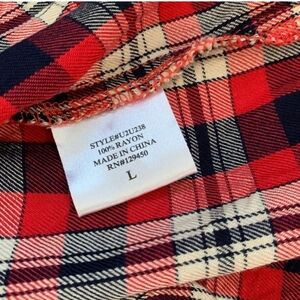 STYLE#U2U238
100% RAYON
MADE IN CHINA
RN#129450
L